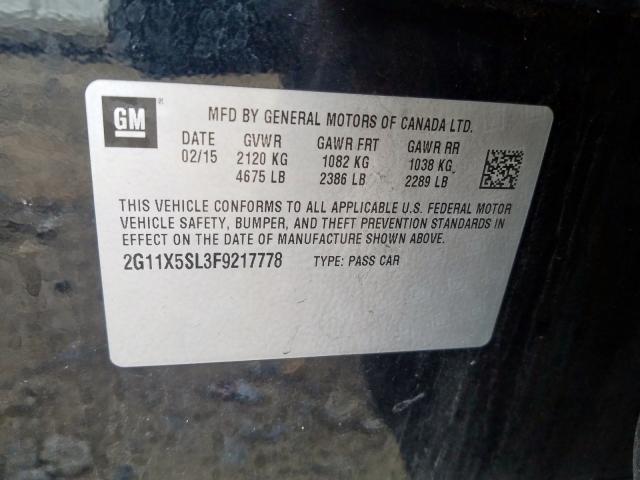 GM
MFD BY GENERAL MOTORS OF CANADA LTD.
DATE GVWR GAWR FRT GAWR RR
02/15 2120 KG 1082 KG 1038 KG
4675 LB 2386 LB 2289 LB
THIS VEHICLE CONFORMS TO ALL APPLICABLE U.S. FEDERAL MOTOR
VEHICLE SAFETY, BUMPER, AND THEFT PREVENTION STANDARDS IN
EFFECT ON THE DATE OF MANUFACTURE SHOWN ABOVE.
2G11X5SL3F9217778 TYPE: PASS CAR